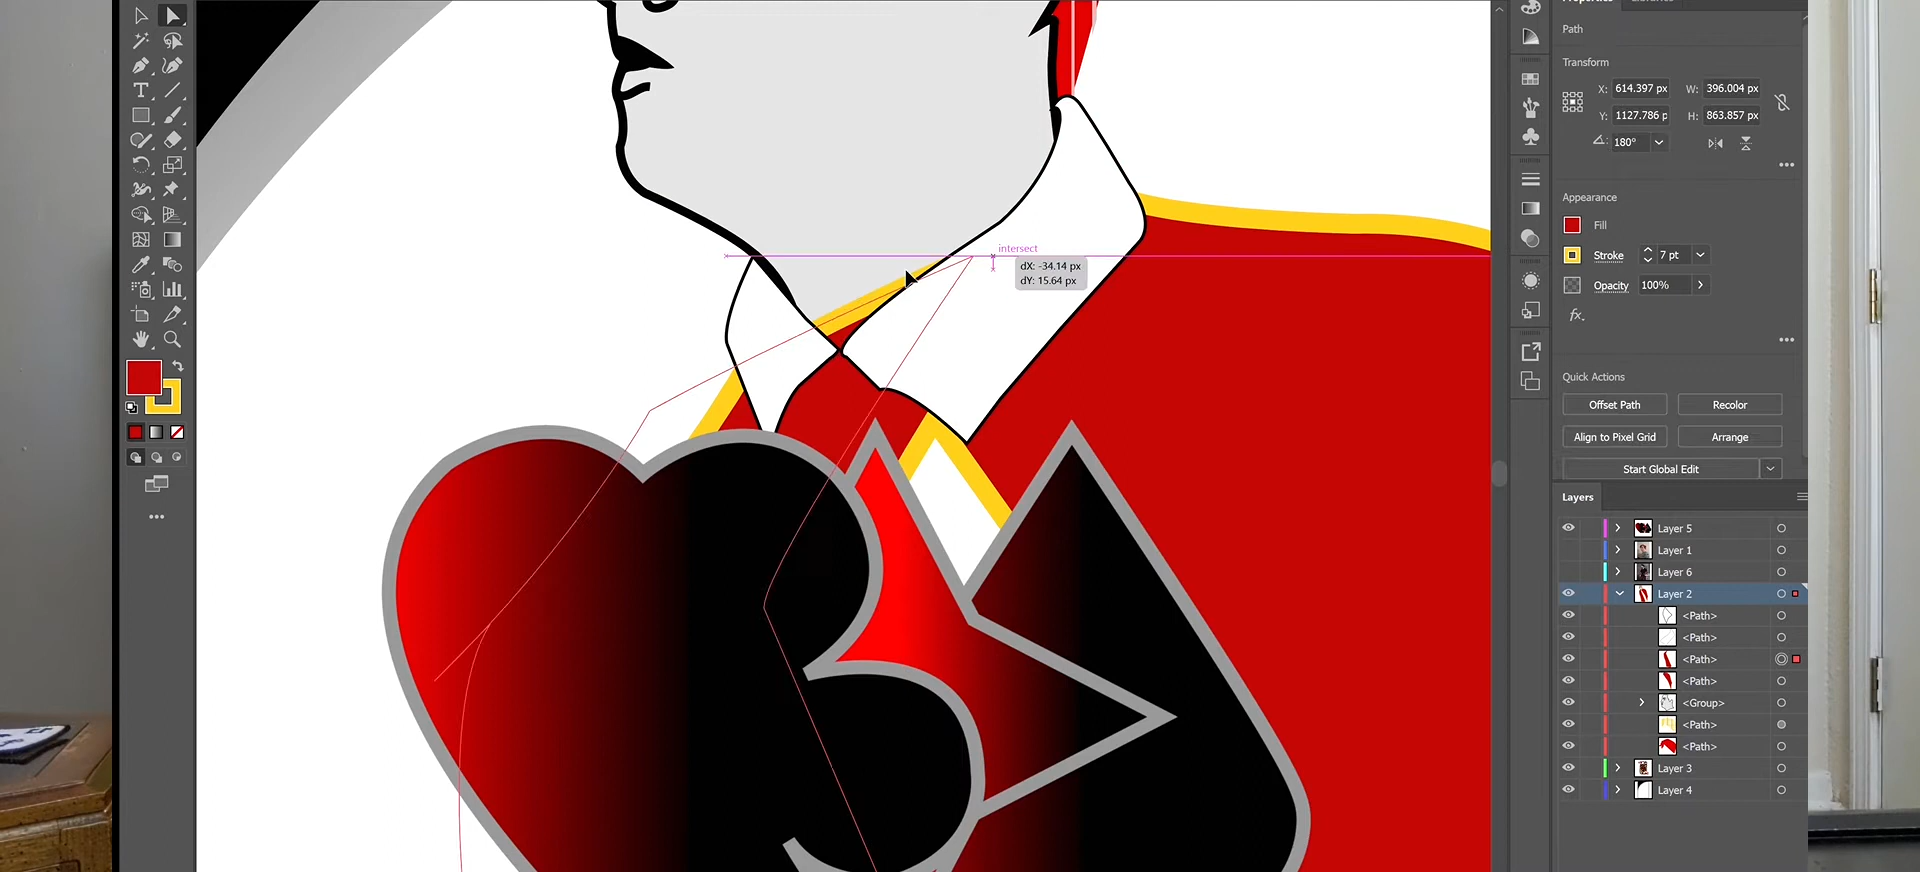 Path
Transform
X: 614.397 px W: 396.004 px
Y: 1127.786 p H: 863.857 px
180°
Appearance
Fill
Stroke 7 pt
Opacity 100%
fx.
Quick Actions
Offset Path Recolor
Align to Pixel Grid Arrange
Start Global Edit
Layers
Layer 5
Layer 1
Layer 6
Layer 2
<Path>
<Path>
<Path>
<Path>
<Group>
<Path>
<Path>
Layer 3
Layer 4
intersect
dX: -34.14 px
dY: 15.64 px